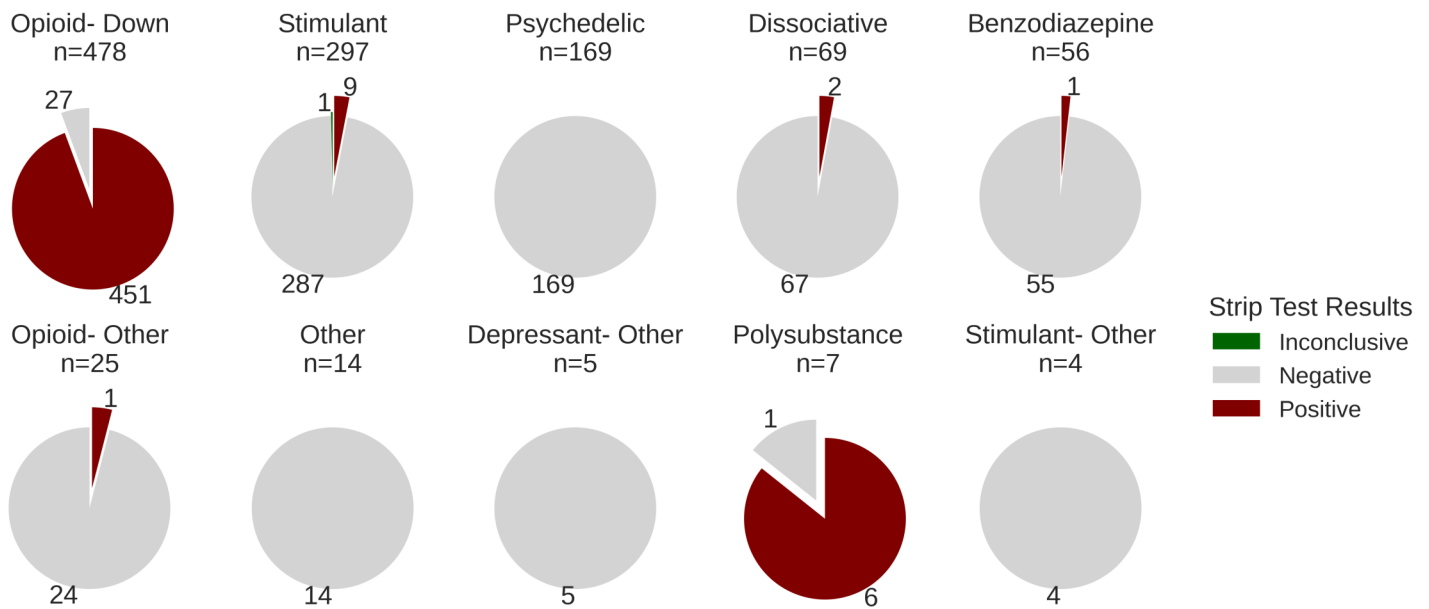 Opioid- Down
n=478
27
451
Stimulant
n=297
1
9
287
Psychedelic
n=169
169
Dissociative
n=69
2
67
Benzodiazepine
n=56
1
55
Opioid- Other
n=25
1
24
Other
n=14
14
Depressant- Other
n=5
5
Polysubstance
n=7
1
6
Stimulant- Other
n=4
4
Strip Test Results
Inconclusive
Negative
Positive